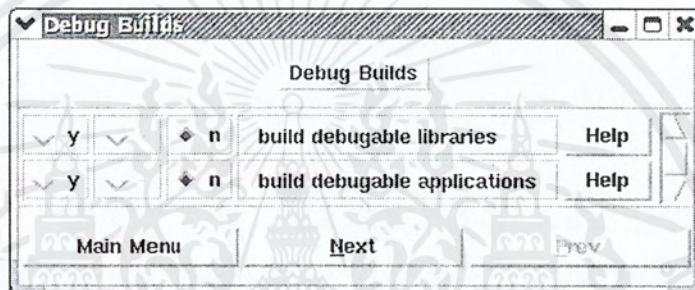 Debug Builds
Debug Builds
y n build debugable libraries Help
y n build debugable applications Help
Main Menu Next Prev